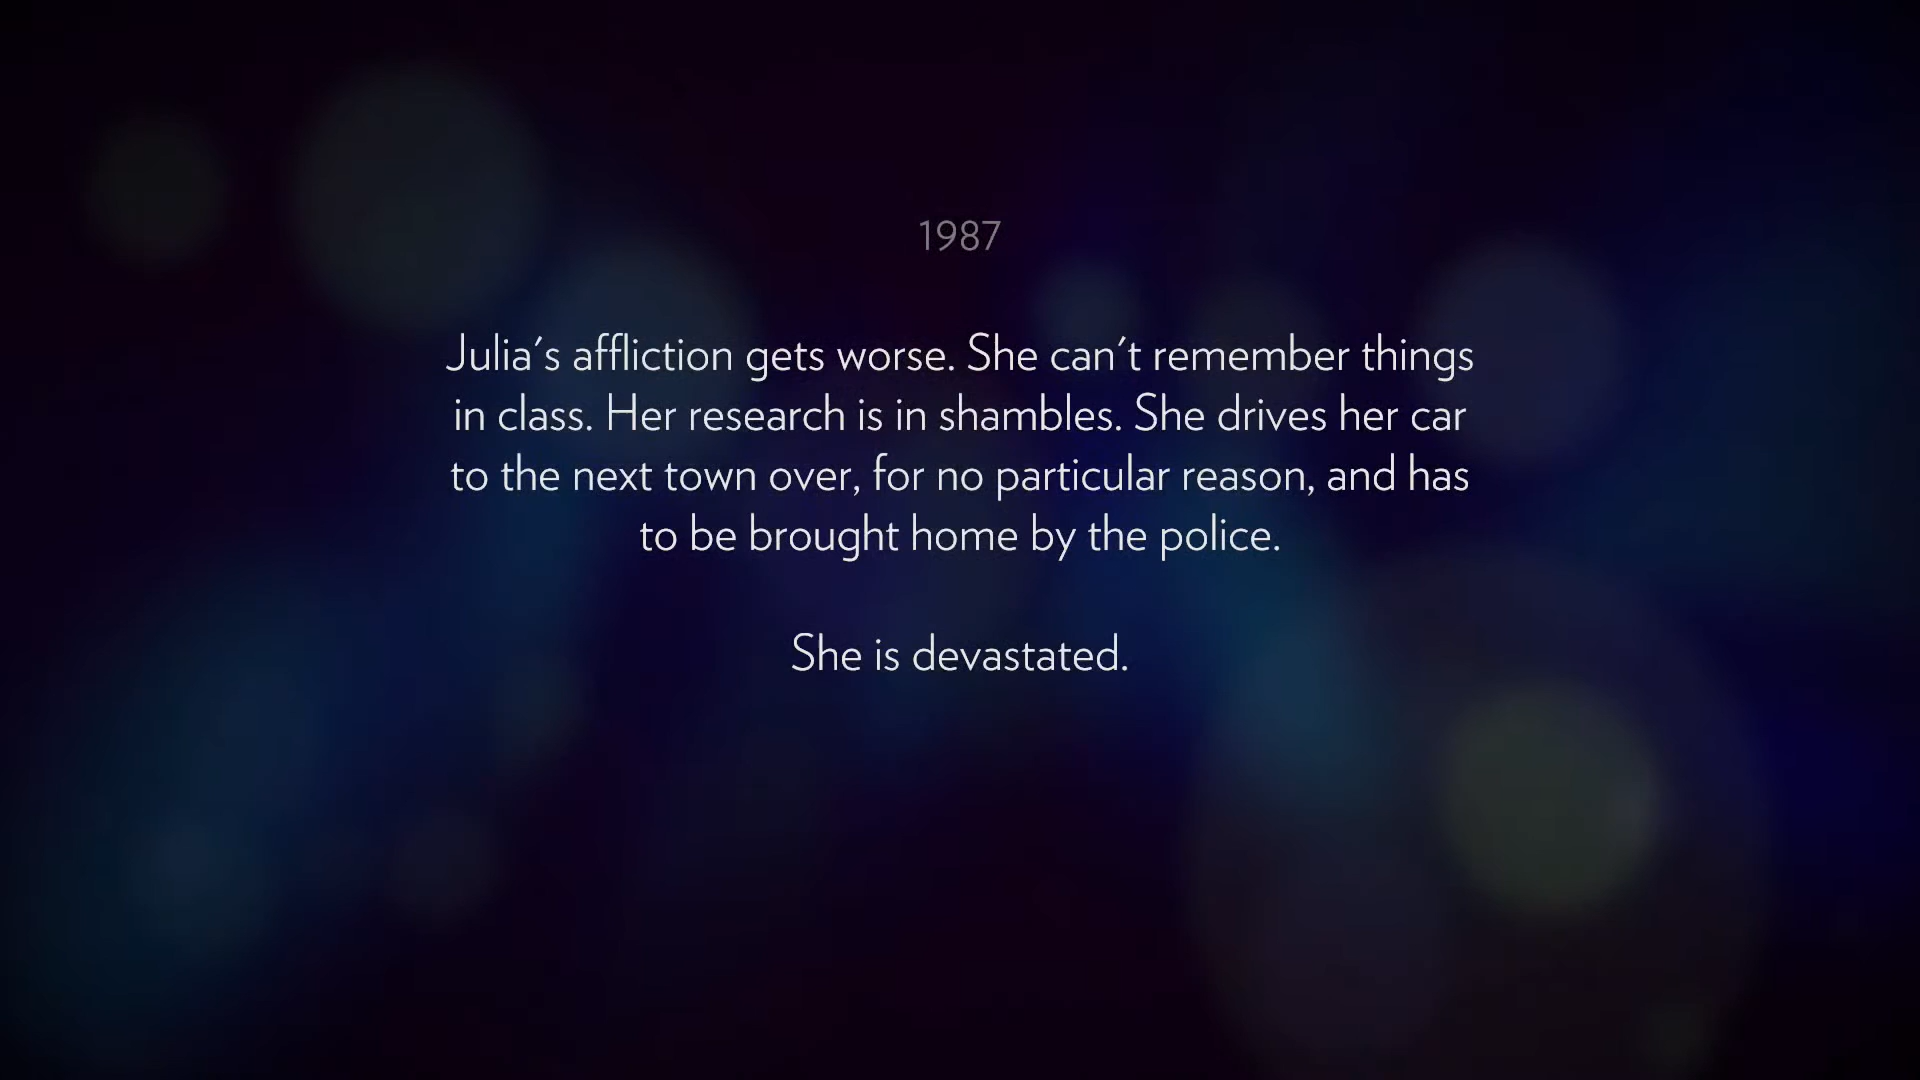 1987
Julia's affliction gets worse. She can't remember things
in class. Her research is in shambles. She drives her car
to the next town over, for no particular reason, and has
to be brought home by the police.
She is devastated.